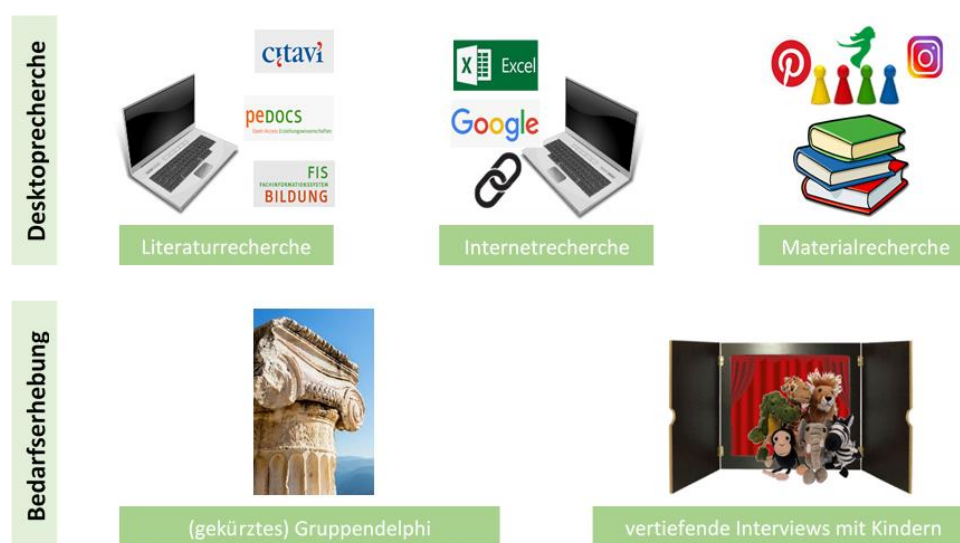 Desktoprecherche
citavi
peDOCS
Open Access Erziehungswissenschaften
FIS
FACHINFORMATIONSSYSTEM
BILDUNG
Literaturrecherche
X Excel
Google
Internetrecherche
Materialrecherche
Bedarfserhebung
(gekürztes) Gruppendelphi
vertiefende Interviews mit Kindern